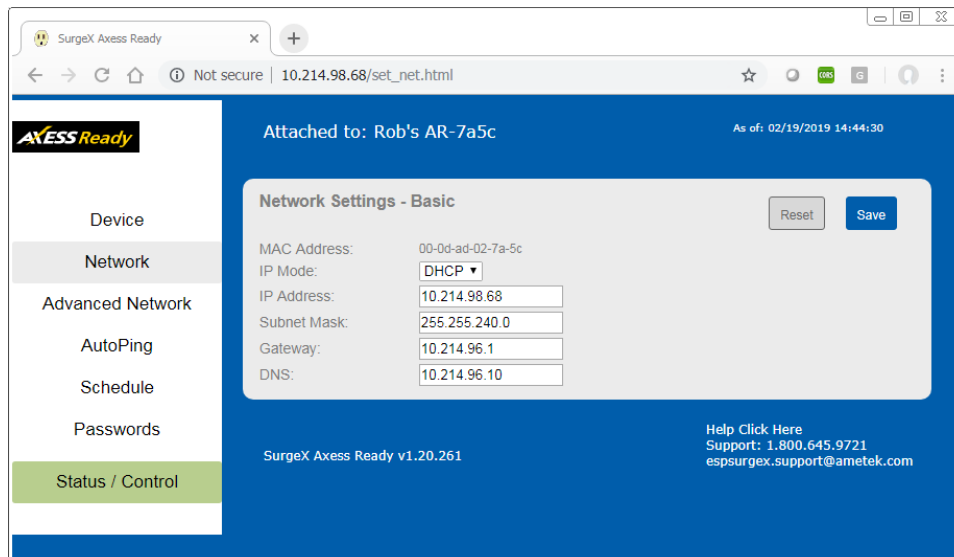 SurgeX Axess Ready
Not secure | 10.214.98.68/set_net.html
CORS
G
AXESS Ready
Attached to: Rob's AR-7a5c
As of: 02/19/2019 14:44:30
Device
Network
Advanced Network
AutoPing
Schedule
Passwords
Status / Control
Network Settings - Basic
Reset
Save
MAC Address: 00-0d-ad-02-7a-5c
IP Mode: DHCP
IP Address: 10.214.98.68
Subnet Mask: 255.255.240.0
Gateway: 10.214.96.1
DNS: 10.214.96.10
SurgeX Axess Ready v1.20.261
Help Click Here
Support: 1.800.645.9721
espsurgex.support@ametek.com